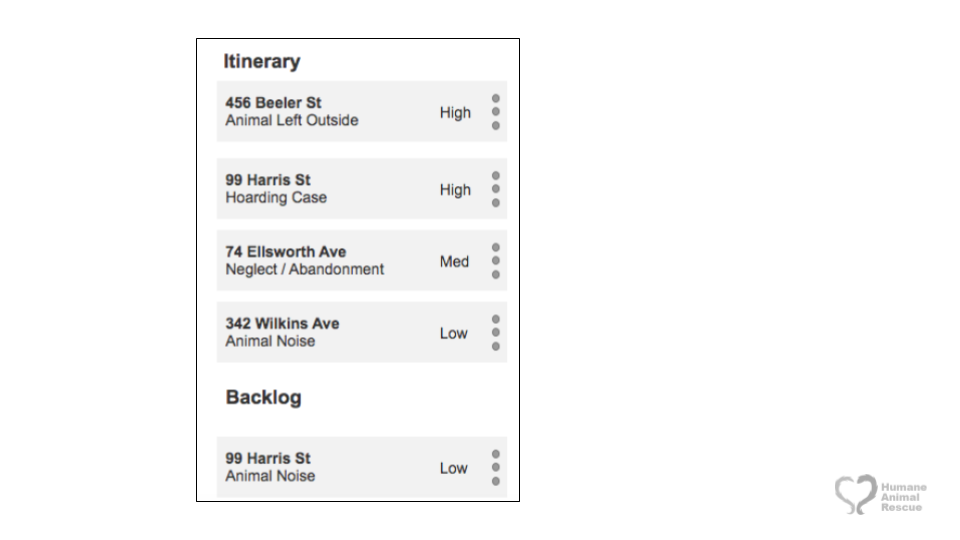 Itinerary
456 Beeler St
Animal Left Outside
High
99 Harris St
Hoarding Case
High
74 Ellsworth Ave
Neglect / Abandonment
Med
342 Wilkins Ave
Animal Noise
Low
Backlog
99 Harris St
Animal Noise
Low
Humane
Animal
Rescue